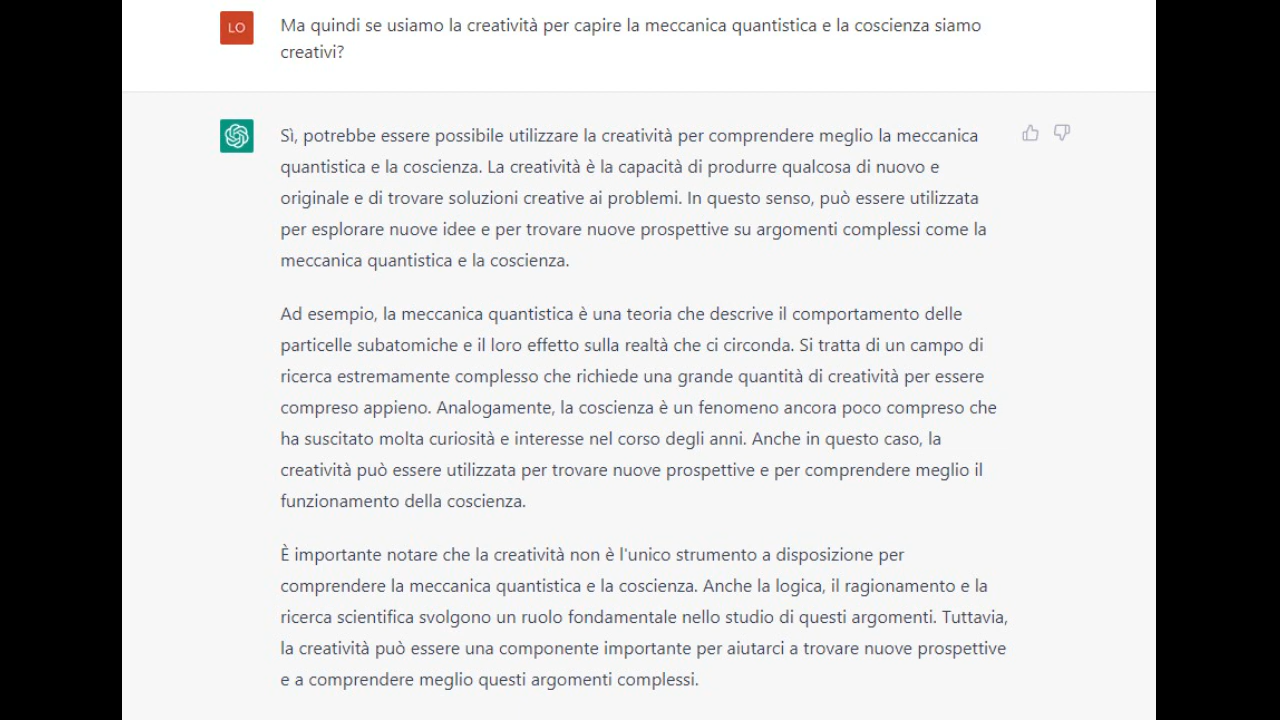 LO
Ma quindi se usiamo la creatività per capire la meccanica quantistica e la coscienza siamo
creativi?
Sì, potrebbe essere possibile utilizzare la creatività per comprendere meglio la meccanica
quantistica e la coscienza. La creatività è la capacità di produrre qualcosa di nuovo e
originale e di trovare soluzioni creative ai problemi. In questo senso, può essere utilizzata
per esplorare nuove idee e per trovare nuove prospettive su argomenti complessi come la
meccanica quantistica e la coscienza.
Ad esempio, la meccanica quantistica è una teoria che descrive il comportamento delle
particelle subatomiche e il loro effetto sulla realtà che ci circonda. Si tratta di un campo di
ricerca estremamente complesso che richiede una grande quantità di creatività per essere
compreso appieno. Analogamente, la coscienza è un fenomeno ancora poco compreso che
ha suscitato molta curiosità e interesse nel corso degli anni. Anche in questo caso, la
creatività può essere utilizzata per trovare nuove prospettive e per comprendere meglio il
funzionamento della coscienza.
È importante notare che la creatività non è l'unico strumento a disposizione per
comprendere la meccanica quantistica e la coscienza. Anche la logica, il ragionamento e la
ricerca scientifica svolgono un ruolo fondamentale nello studio di questi argomenti. Tuttavia,
la creatività può essere una componente importante per aiutarci a trovare nuove prospettive
e a comprendere meglio questi argomenti complessi.